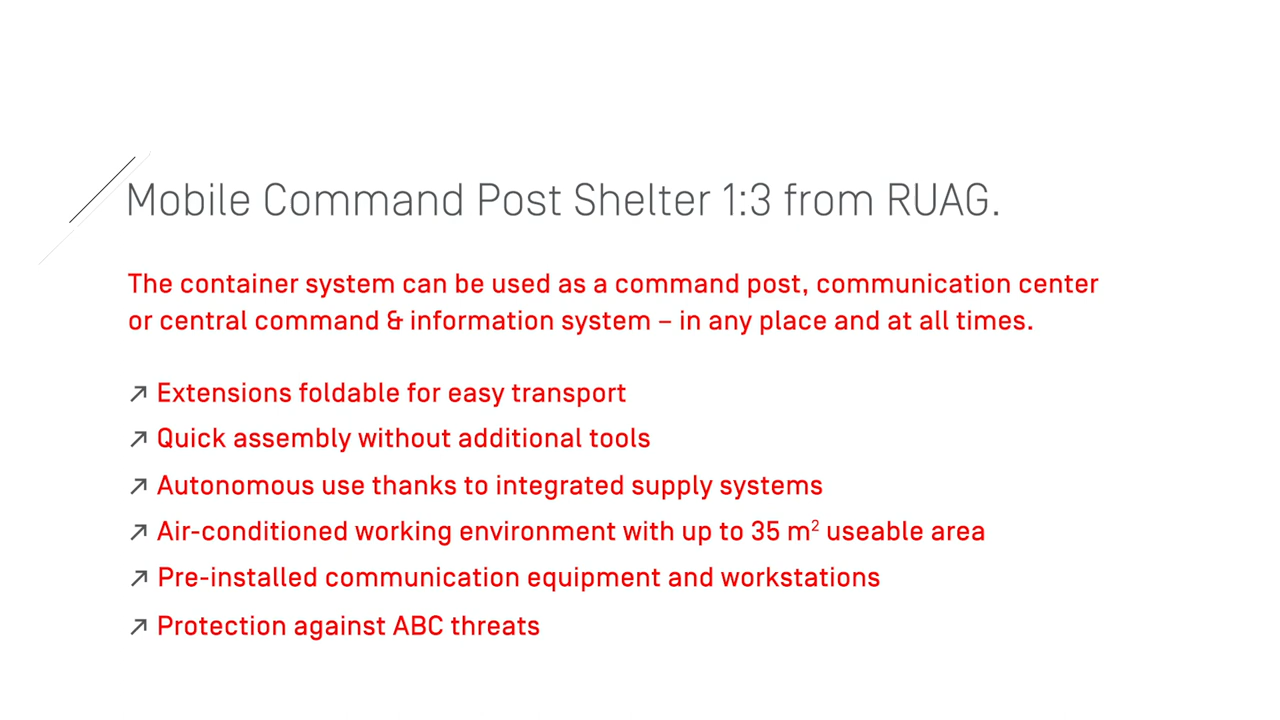 Mobile Command Post Shelter 1:3 from RUAG.
The container system can be used as a command post, communication center
or central command & information system – in any place and at all times.
↗ Extensions foldable for easy transport
↗ Quick assembly without additional tools
↗ Autonomous use thanks to integrated supply systems
↗ Air-conditioned working environment with up to 35 m² useable area
↗ Pre-installed communication equipment and workstations
↗ Protection against ABC threats